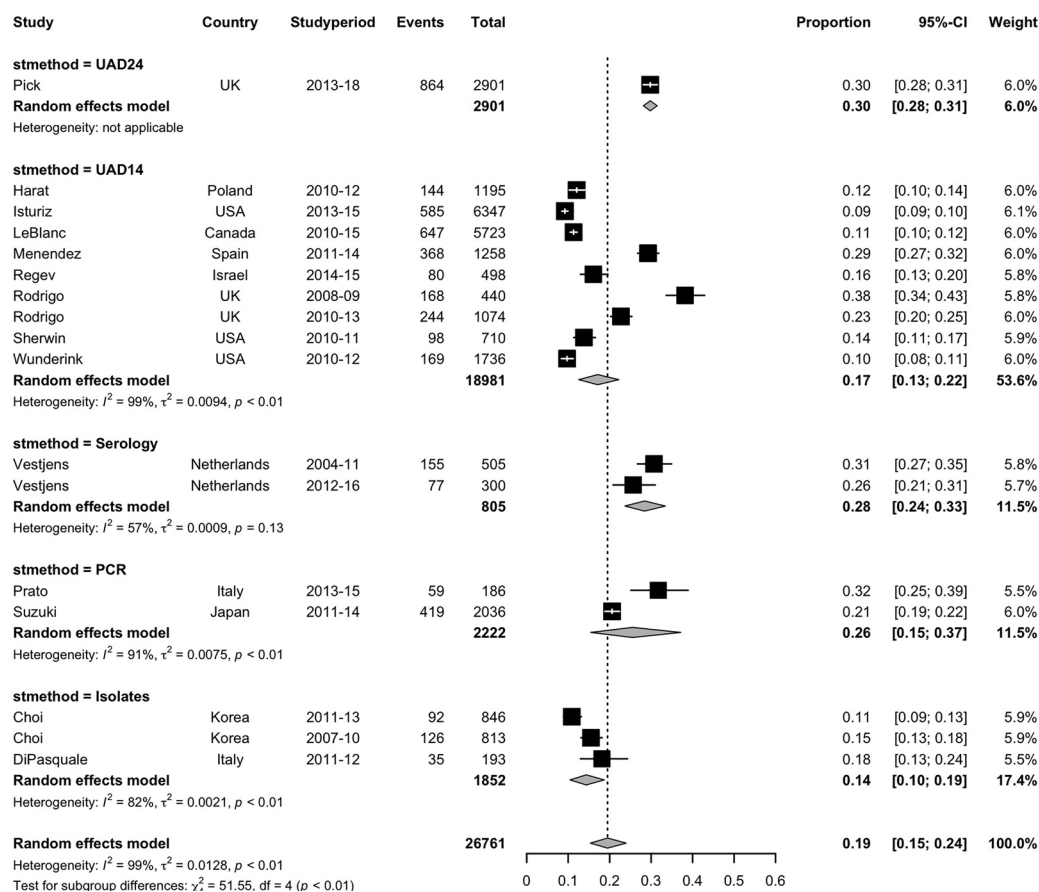 Study Country Studyperiod Events Total Proportion 95%-CI Weight
stmethod = UAD24
Pick UK 2013-18 864 2901 0.30 [0.28; 0.31] 6.0%
Random effects model 2901 0.30 [0.28; 0.31] 6.0%
Heterogeneity: not applicable
stmethod = UAD14
Harat Poland 2010-12 144 1195 0.12 [0.10; 0.14] 6.0%
Isturiz USA 2013-15 585 6347 0.09 [0.09; 0.10] 6.1%
LeBlanc Canada 2010-15 647 5723 0.11 [0.10; 0.12] 6.0%
Menendez Spain 2011-14 368 1258 0.29 [0.27; 0.32] 6.0%
Regev Israel 2014-15 80 498 0.16 [0.13; 0.20] 5.8%
Rodrigo UK 2008-09 168 440 0.38 [0.34; 0.43] 5.8%
Rodrigo UK 2010-13 244 1074 0.23 [0.20; 0.25] 6.0%
Sherwin USA 2010-11 98 710 0.14 [0.11; 0.17] 5.9%
Wunderink USA 2010-12 169 1736 0.10 [0.08; 0.11] 6.0%
Random effects model 18981 0.17 [0.13; 0.22] 53.6%
Heterogeneity: I² = 99%, τ² = 0.0094, p < 0.01
stmethod = Serology
Vestjens Netherlands 2004-11 155 505 0.31 [0.27; 0.35] 5.8%
Vestjens Netherlands 2012-16 77 300 0.26 [0.21; 0.31] 5.7%
Random effects model 805 0.28 [0.24; 0.33] 11.5%
Heterogeneity: I² = 57%, τ² = 0.0009, p = 0.13
stmethod = PCR
Prato Italy 2013-15 59 186 0.32 [0.25; 0.39] 5.5%
Suzuki Japan 2011-14 419 2036 0.21 [0.19; 0.22] 6.0%
Random effects model 2222 0.26 [0.15; 0.37] 11.5%
Heterogeneity: I² = 91%, τ² = 0.0075, p < 0.01
stmethod = Isolates
Choi Korea 2011-13 92 846 0.11 [0.09; 0.13] 5.9%
Choi Korea 2007-10 126 813 0.15 [0.13; 0.18] 5.9%
DiPasquale Italy 2011-12 35 193 0.18 [0.13; 0.24] 5.5%
Random effects model 1852 0.14 [0.10; 0.19] 17.4%
Heterogeneity: I² = 82%, τ² = 0.0021, p < 0.01
Random effects model 26761 0.19 [0.15; 0.24] 100.0%
Heterogeneity: I² = 99%, τ² = 0.0128, p < 0.01
Test for subgroup differences: χ²₄ = 51.55, df = 4 (p < 0.01)
0 0.1 0.2 0.3 0.4 0.5 0.6